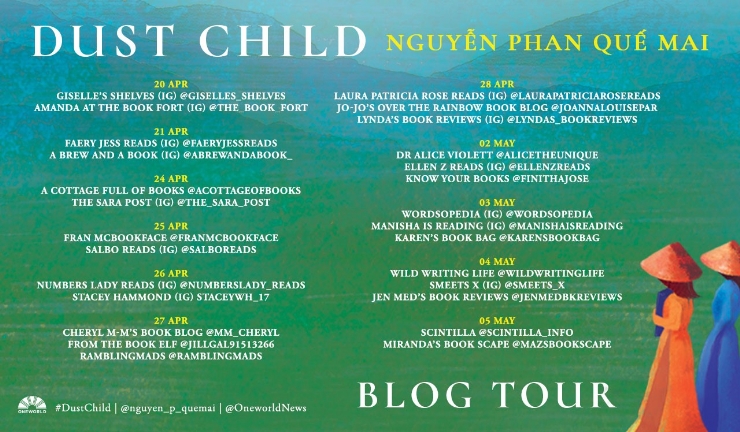 DUST CHILD NGUYỄN PHAN QUẾ MAI
20 APR
GISELLE'S SHELVES (IG) @GISELLES_SHELVES
AMANDA AT THE BOOK FORT (IG) @THE_BOOK_FORT
21 APR
FAERY JESS READS (IG) @FAERYJESSREADS
A BREW AND A BOOK (IG) @ABREWANDABOOK_
24 APR
A COTTAGE FULL OF BOOKS @ACOTTAGEOFBOOKS
THE SARA POST (IG) @THE_SARA_POST
25 APR
FRAN MCBOOKFACE @FRANMCBOOKFACE
SALBO READS (IG) @SALBOREADS
26 APR
NUMBERS LADY READS (IG) @NUMBERSLADY_READS
STACEY HAMMOND (IG) STACEYWH_17
27 APR
CHERYL M-M'S BOOK BLOG @MM_CHERYL
FROM THE BOOK ELF @JILLGAL91513266
RAMBLINGMADS @RAMBLINGMADS
28 APR
LAURA PATRICIA ROSE READS (IG) @LAURAPATRICIAROSEREADS
JO-JO'S OVER THE RAINBOW BOOK BLOG @JOANNALOUISEPAR
LYNDA'S BOOK REVIEWS (IG) @LYNDAS_BOOKREVIEWS
02 MAY
DR ALICE VIOLETT @ALICETHEUNIQUE
ELLEN Z READS (IG) @ELLENZREADS
KNOW YOUR BOOKS @FINITHAJOSE
03 MAY
WORDSOPEDIA (IG) @WORDSOPEDIA
MANISHA IS READING (IG) @MANISHAISREADING
KAREN'S BOOK BAG @KARENSBOOKBAG
04 MAY
WILD WRITING LIFE @WILDWRITINGLIFE
SMEETS X (IG) @SMEETS_X
JEN MED'S BOOK REVIEWS @JENMEDBKREVIEWS
05 MAY
SCINTILLA @SCINTILLA_INFO
MIRANDA'S BOOK SCAPE @MAZSBOOKSCAPE
BLOG TOUR
ONEWORLD
#DustChild | @nguyen_p_quemai | @OneworldNews